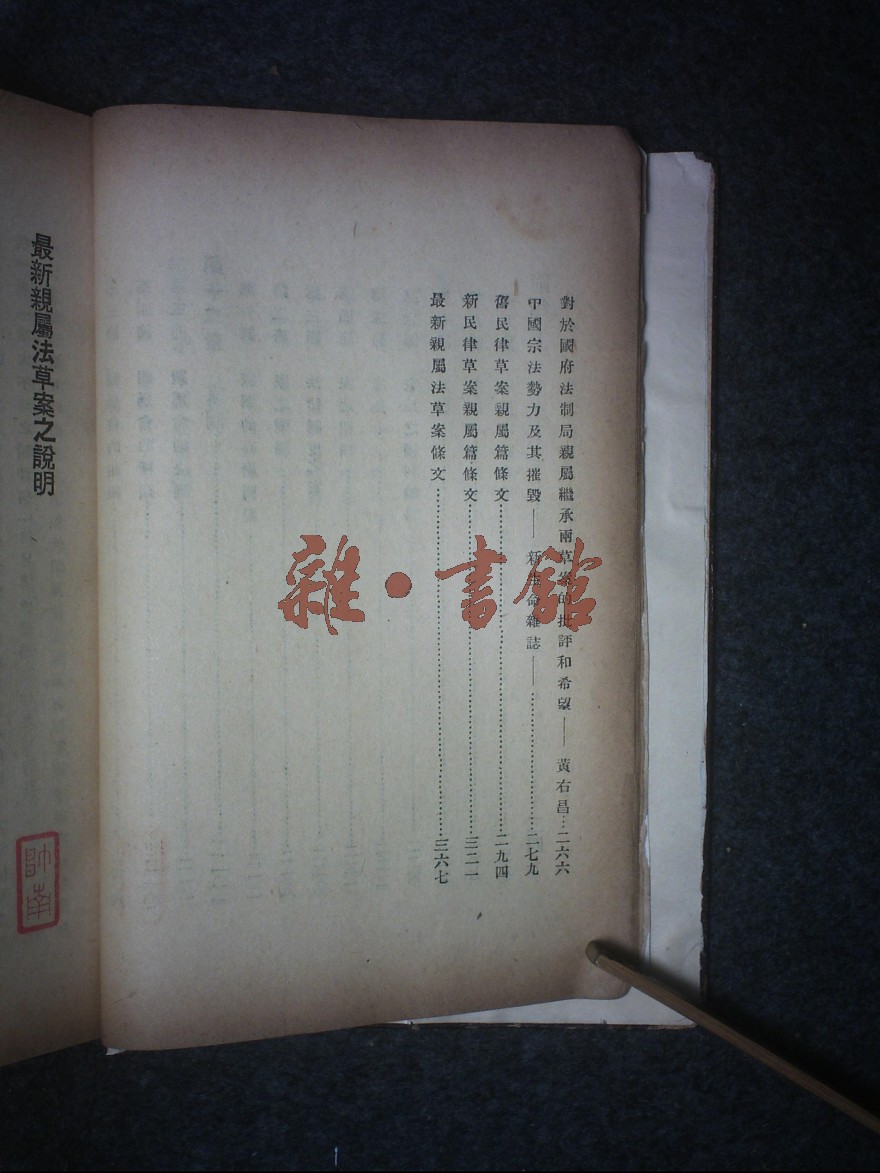 對於國府法制局親屬繼承兩草案的批評和希望——黃右昌…二六六
中國宗法勢力及其摧毀——新生命雜誌——…………………二七九
舊民律草案親屬篇條文……………………………………二九四
新民律草案親屬篇條文……………………………………三二一
最新親屬法草案條文………………………………………三六七
最新親屬法草案之說明
帥南
雜·書館